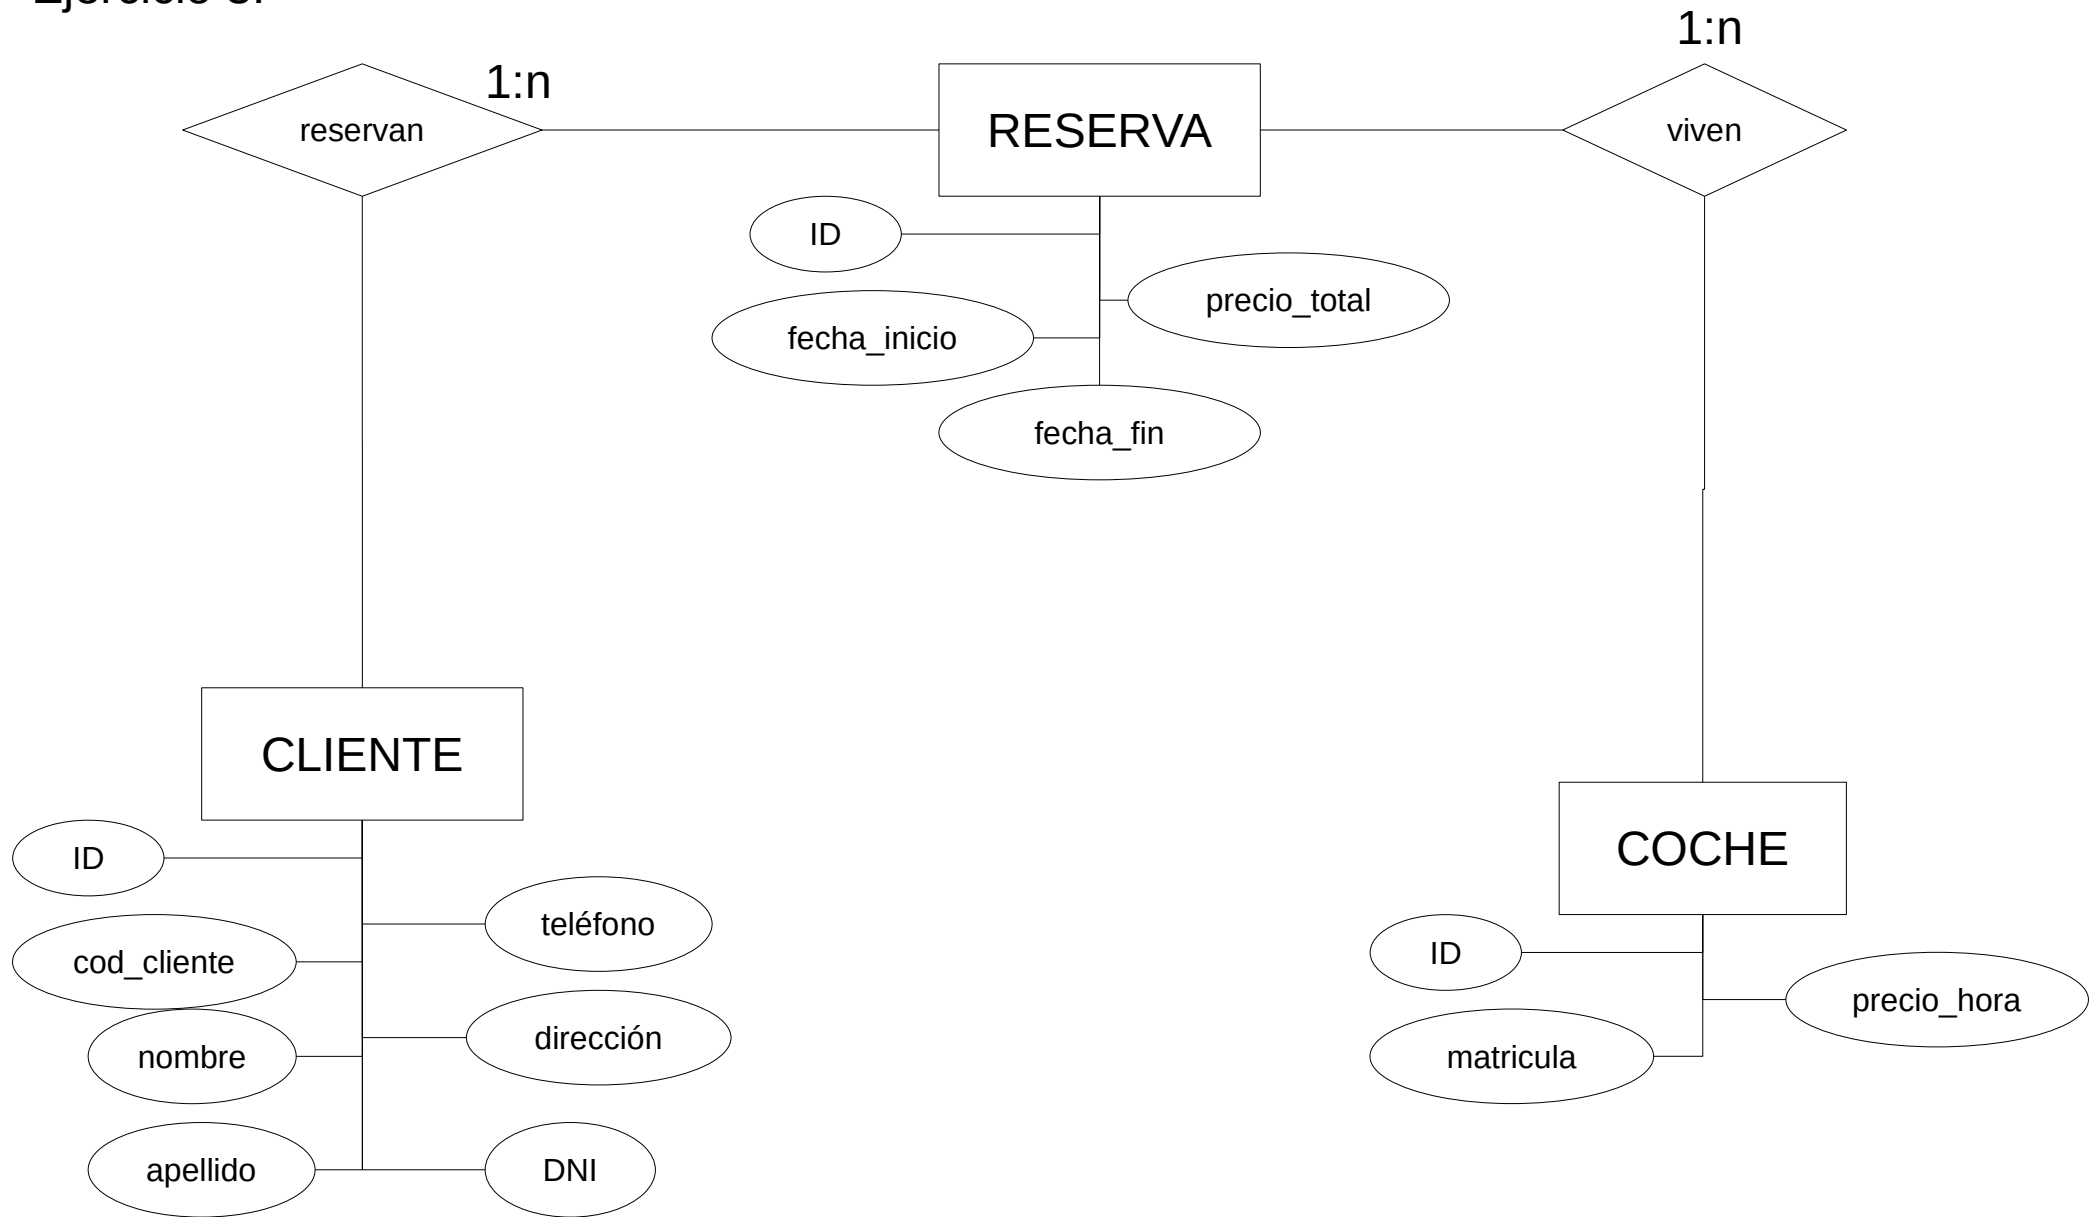 1:n
1:n
reservan
RESERVA
viven
ID
precio_total
fecha_inicio
fecha_fin
CLIENTE
COCHE
ID
teléfono
cod_cliente
ID
precio_hora
dirección
nombre
matricula
apellido
DNI